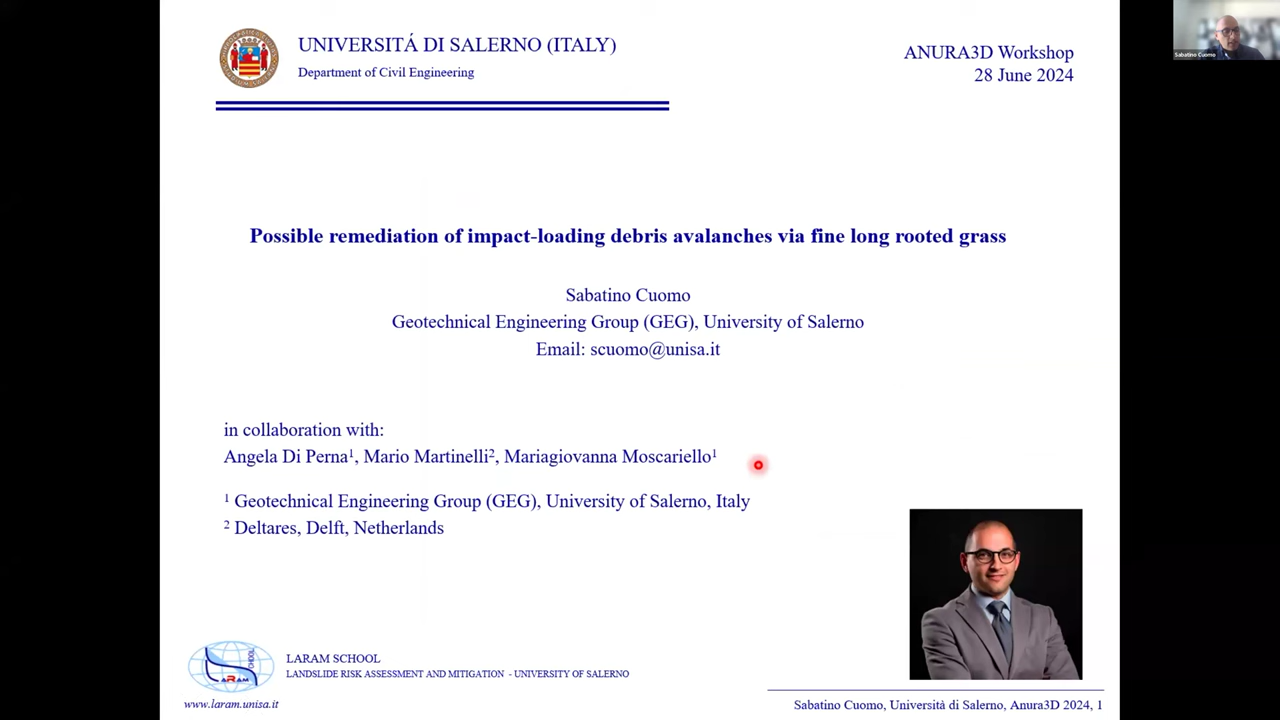 UNIVERSITÁ DI SALERNO (ITALY)
Department of Civil Engineering
ANURA3D Workshop
28 June 2024
Sabatino Cuomo
Possible remediation of impact-loading debris avalanches via fine long rooted grass
Sabatino Cuomo
Geotechnical Engineering Group (GEG), University of Salerno
Email: scuomo@unisa.it
in collaboration with:
Angela Di Perna¹, Mario Martinelli², Mariagiovanna Moscariello¹
¹ Geotechnical Engineering Group (GEG), University of Salerno, Italy
² Deltares, Delft, Netherlands
LARAM SCHOOL
LANDSLIDE RISK ASSESSMENT AND MITIGATION - UNIVERSITY OF SALERNO
LARAM
SCHOOL
www.laram.unisa.it
Sabatino Cuomo, Università di Salerno, Anura3D 2024, 1